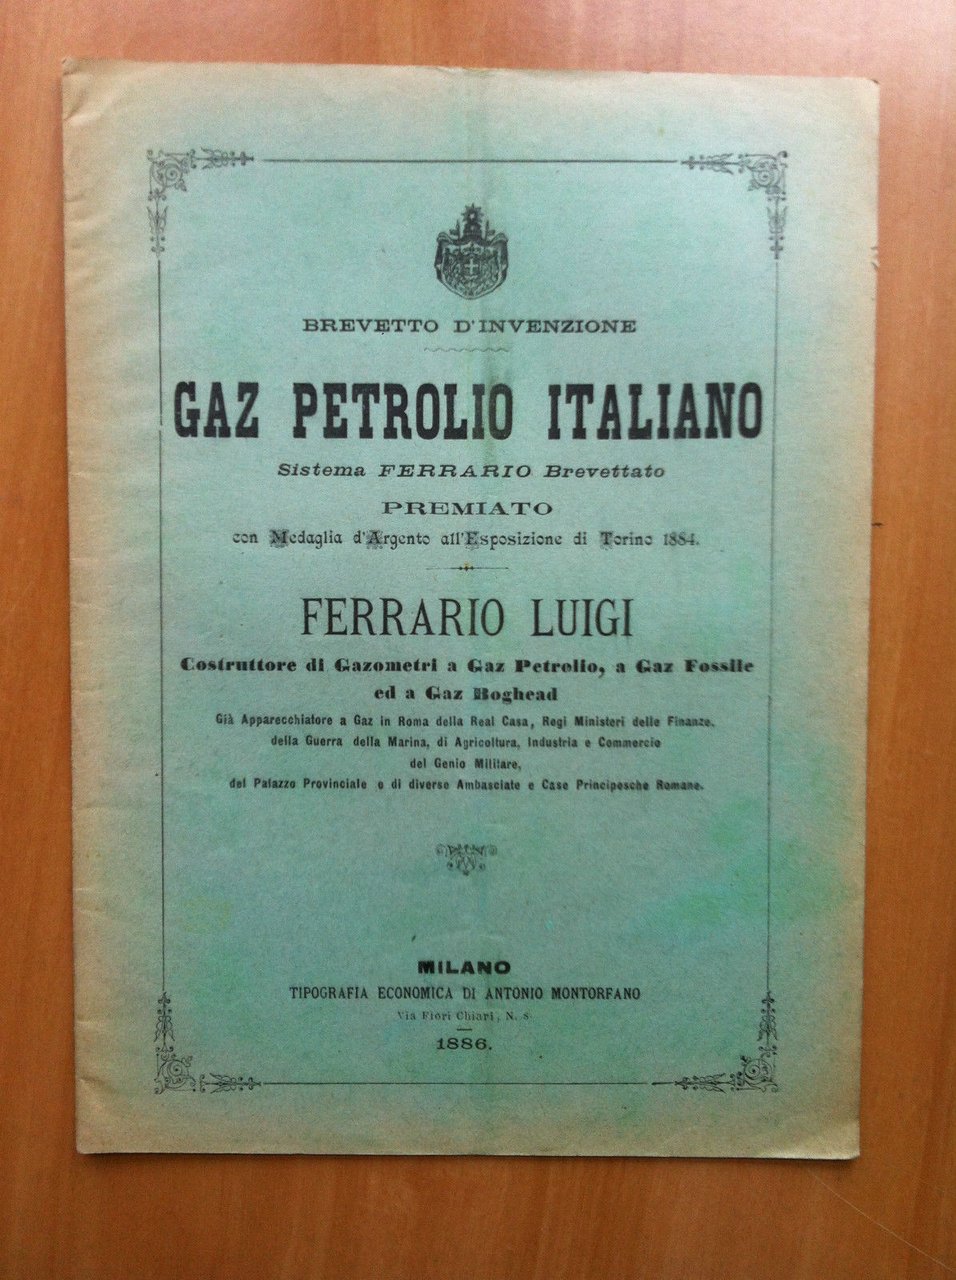 BREVETTO D'INVENZIONE
GAZ PETROLIO ITALIANO
Sistema FERRARIO Brevettato
PREMIATO
con Medaglia d'Argento all'Esposizione di Torino 1884.
FERRARIO LUIGI
Costruttore di Gazometri a Gaz Petrolio, a Gaz Fossile
ed a Gaz Boghead
Già Apparecchiatore a Gaz in Roma della Real Casa, Regi Ministeri delle Finanze,
della Guerra della Marina, di Agricoltura, Industria e Commercio
del Genio Militare,
del Palazzo Provinciale e di diverse Ambasciate e Case Principesche Romane.
MILANO
TIPOGRAFIA ECONOMICA DI ANTONIO MONTORFANO
Via Fiori Chiari, N. 8
1886.